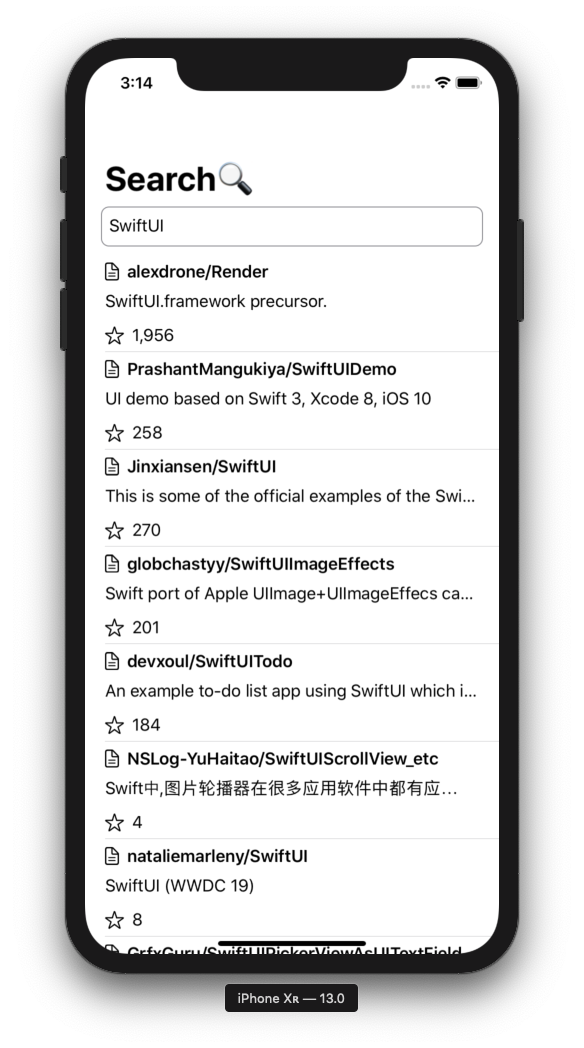 3:14
Search🔍
SwiftUI
alexdrone/Render
SwiftUI.framework precursor.
1,956
PrashantMangukiya/SwiftUIDemo
UI demo based on Swift 3, Xcode 8, iOS 10
258
Jinxiansen/SwiftUI
This is some of the official examples of the Swi...
270
globchastyy/SwiftUIImageEffects
Swift port of Apple UIImage+UIImageEffecs ca...
201
devxoul/SwiftUITodo
An example to-do list app using SwiftUI which i...
184
NSLog-YuHaitao/SwiftUIScrollView_etc
Swift中,图片轮播器在很多应用软件中都有应...
4
nataliemarleny/SwiftUI
SwiftUI (WWDC 19)
8
GrfxGuru/SwiftUIPickerViewAsUITextField
iPhone Xʀ — 13.0